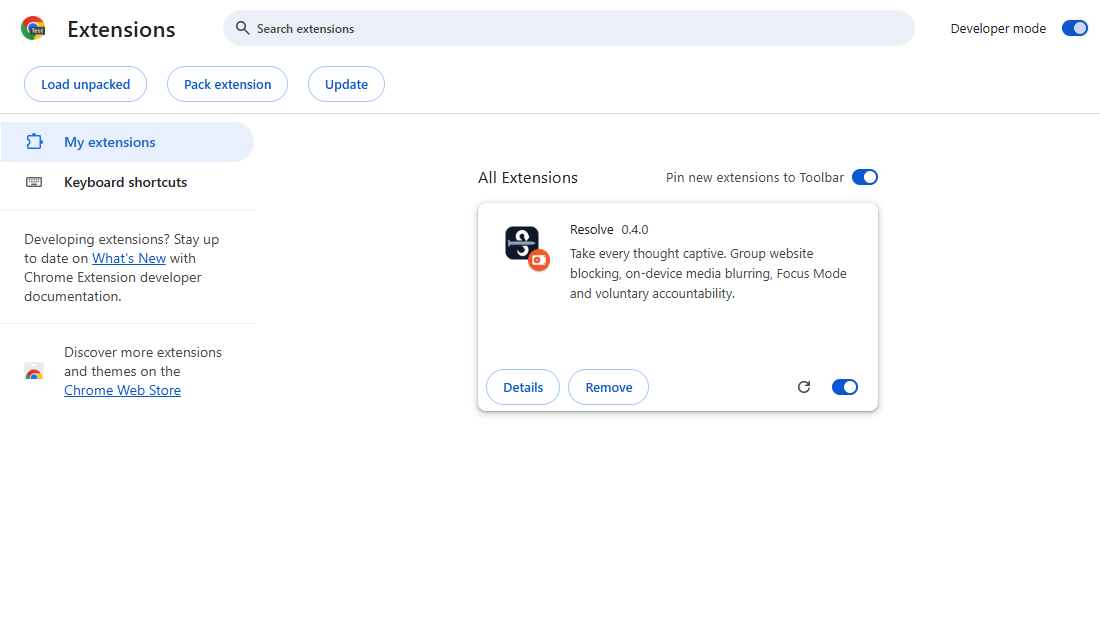 Test
Extensions
Search extensions
Developer mode
Load unpacked
Pack extension
Update
My extensions
Keyboard shortcuts
Developing extensions? Stay up
to date on What's New with
Chrome Extension developer
documentation.
Discover more extensions
and themes on the
Chrome Web Store
All Extensions
Pin new extensions to Toolbar
Resolve 0.4.0
Take every thought captive. Group website
blocking, on-device media blurring, Focus Mode
and voluntary accountability.
Details
Remove